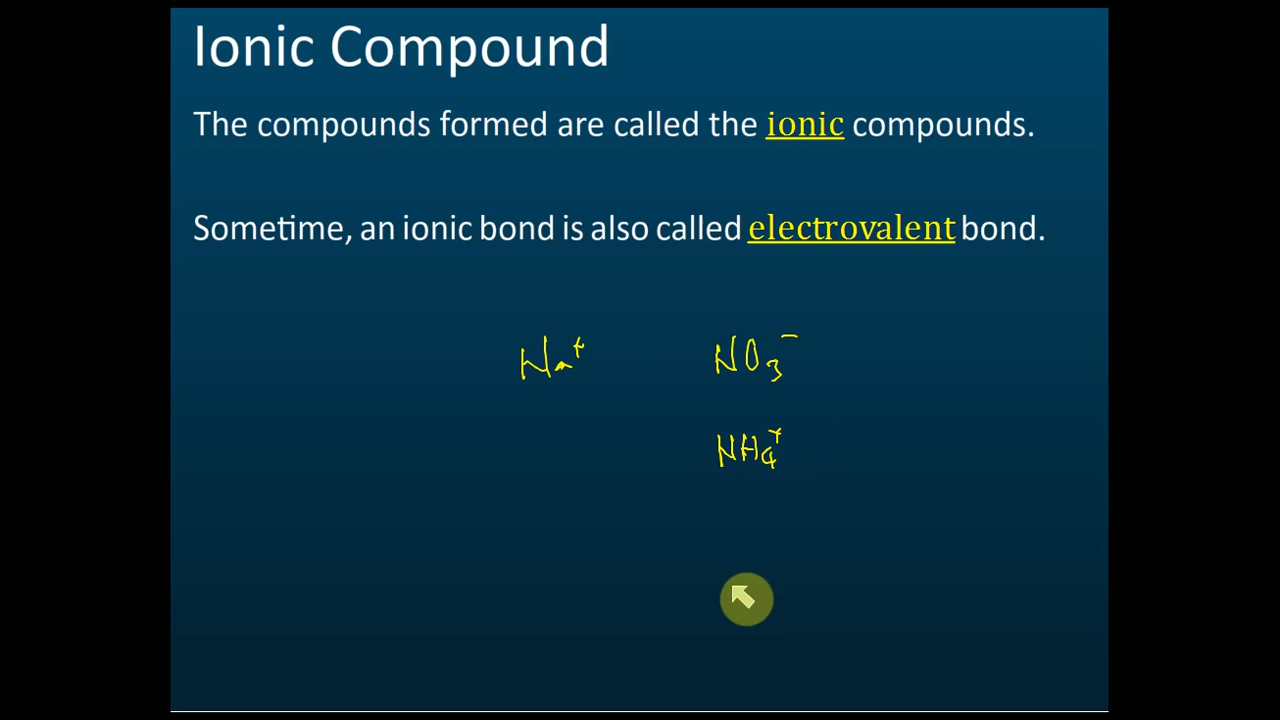 Ionic Compound
The compounds formed are called the ionic compounds.
Sometime, an ionic bond is also called electrovalent bond.
Na⁺ NO₃⁻
NH₄⁺